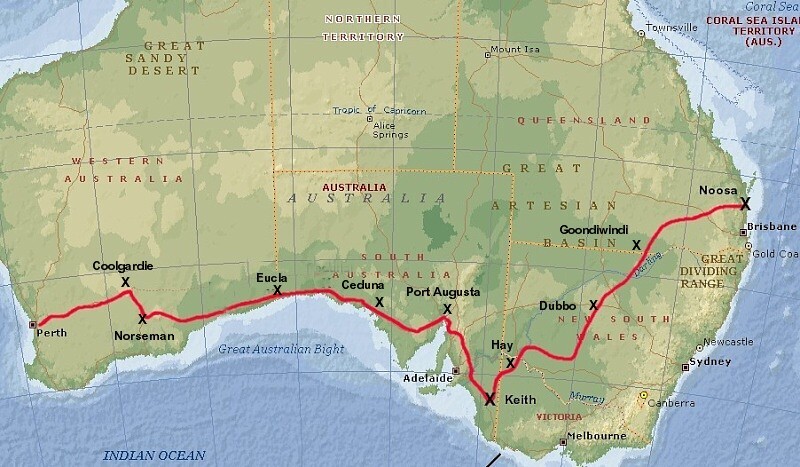 Coral Sea
NORTHERN
TERRITORY
CORAL SEA ISLA
TERRITORY
(AUS.)
Townsville
GREAT
SANDY
DESERT
Mount Isa
Tropic of Capricorn
Alice
Springs
QUEENSLAND
WESTERN
AUSTRALIA
GREAT
AUSTRALIA
AUSTRALIA
ARTESIAN
BASIN
Noosa
X
Brisbane
Goondiwindi
X
Gold Coa
Darling
GREAT
DIVIDING
RANGE
SOUTH
AUSTRALIA
Coolgardie
X
Eucla
X
Ceduna
X
Port Augusta
X
Dubbo X
NEW SOUTH
WALES
Perth
X
Norseman
Great Australian Bight
Hay
X
Newcastle
Sydney
Adelaide
X Keith
Murray
Canberra
VICTORIA
Melbourne
INDIAN OCEAN